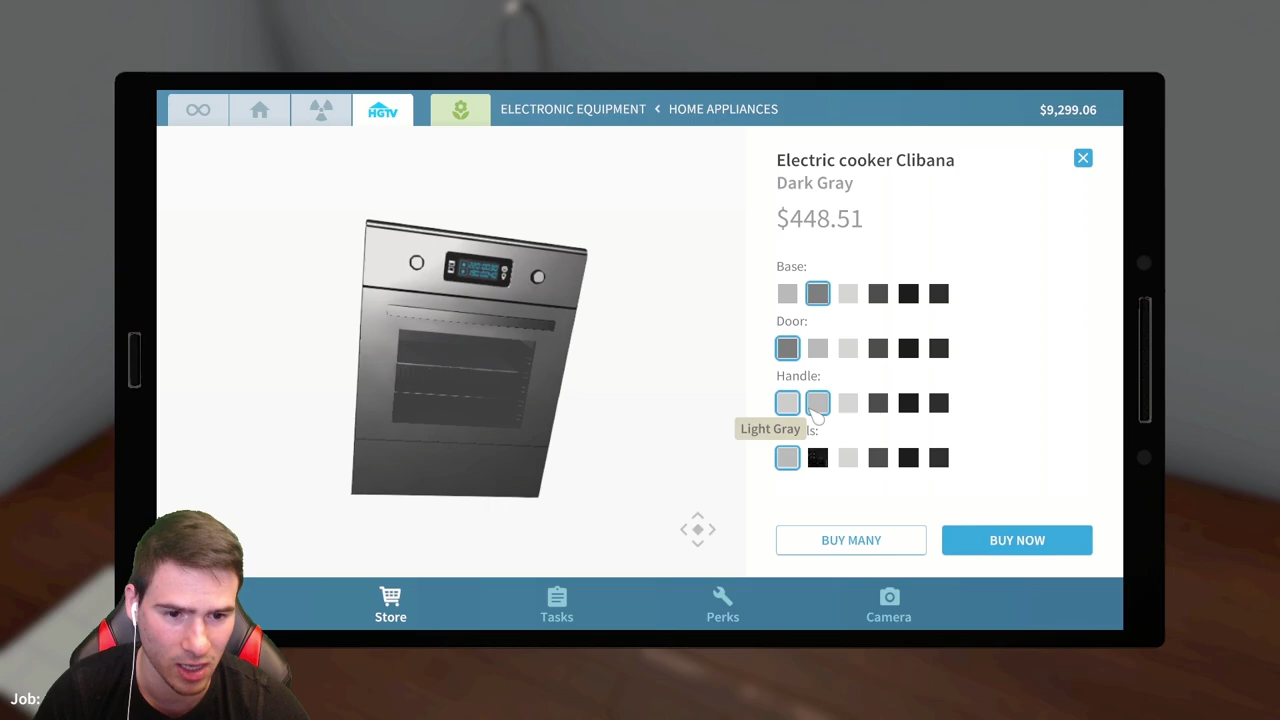 HGTV
ELECTRONIC EQUIPMENT < HOME APPLIANCES
$9,299.06
Electric cooker Clibana
Dark Gray
$448.51
Base:
Door:
Handle:
Light Gray
ls:
BUY MANY
BUY NOW
Store
Tasks
Perks
Camera
Job: